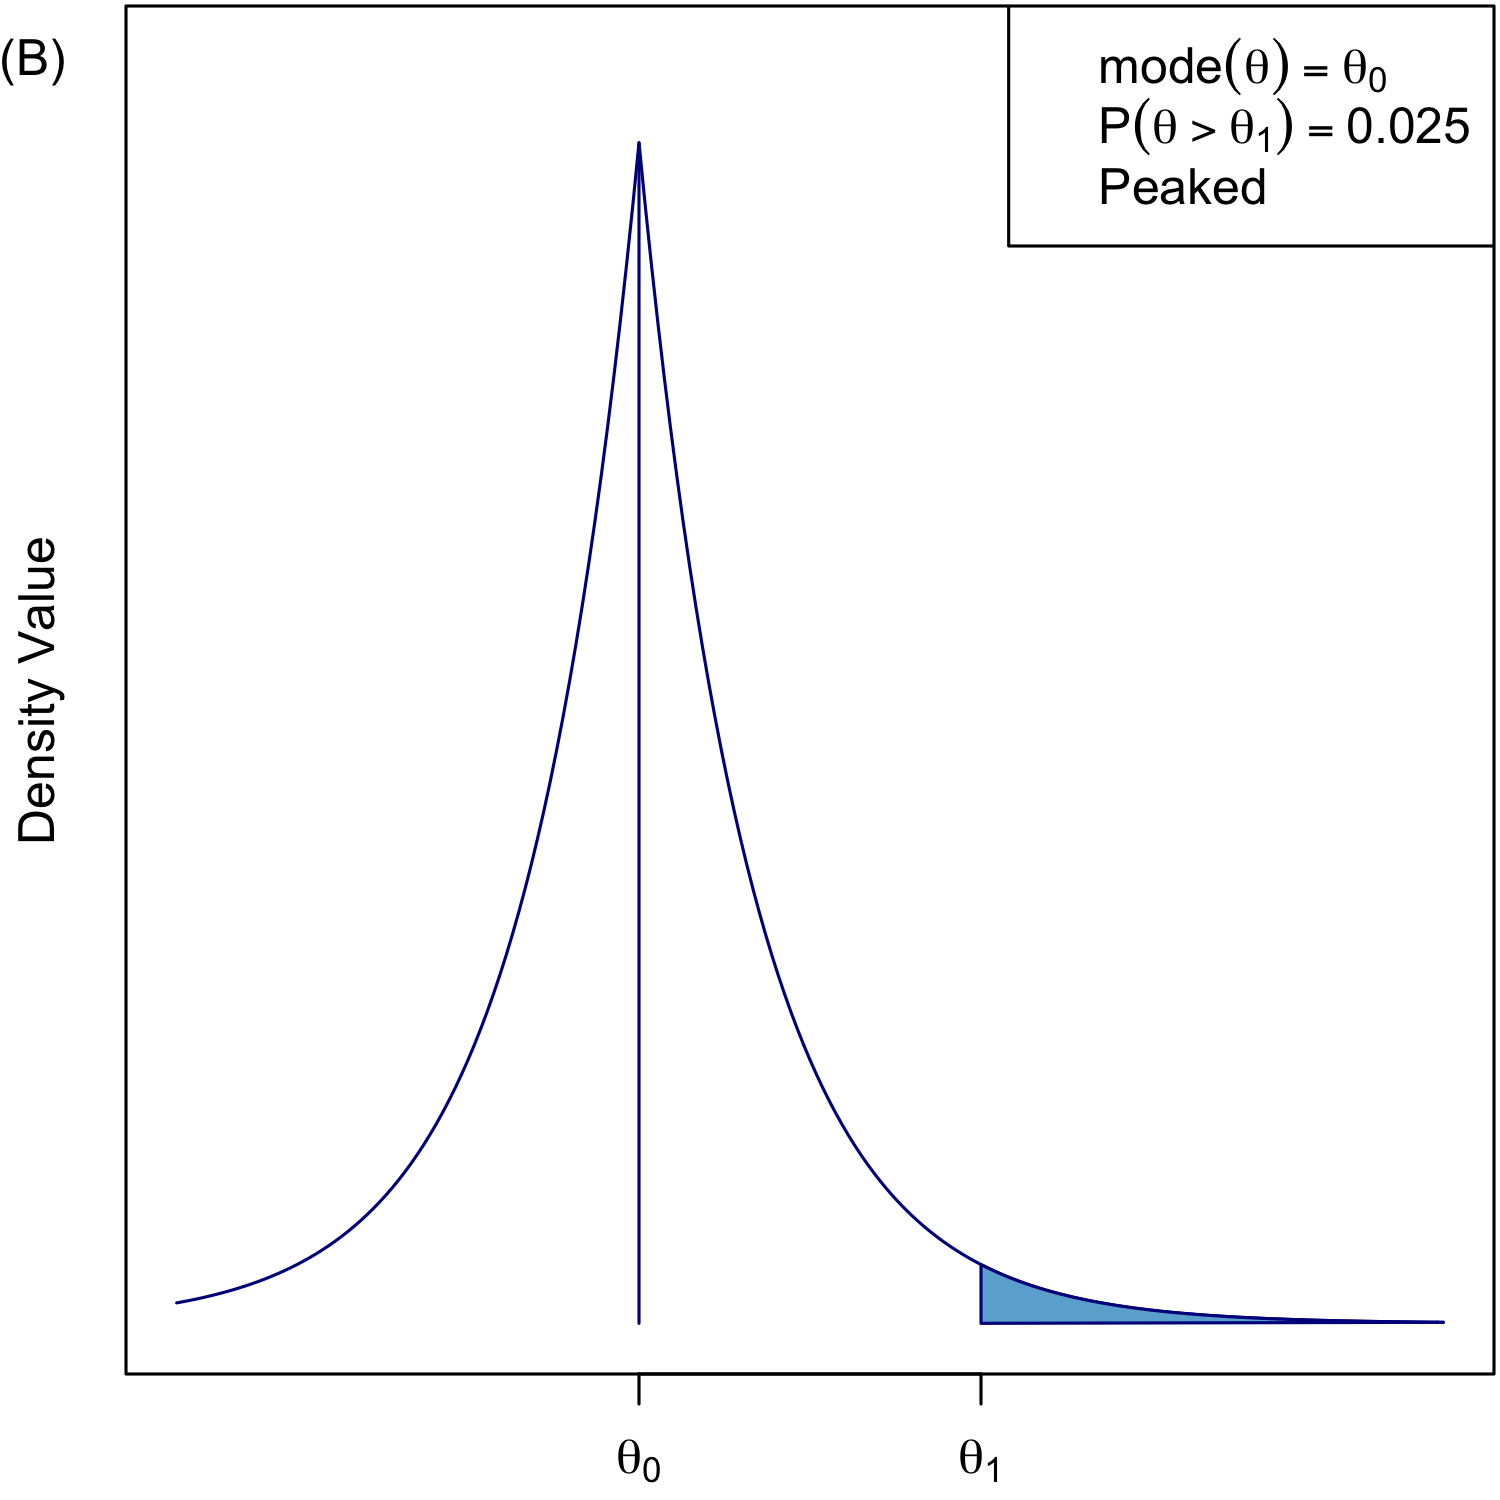 (B)
mode(θ) = θ₀
P(θ > θ₁) = 0.025
Peaked
Density Value
θ₀
θ₁